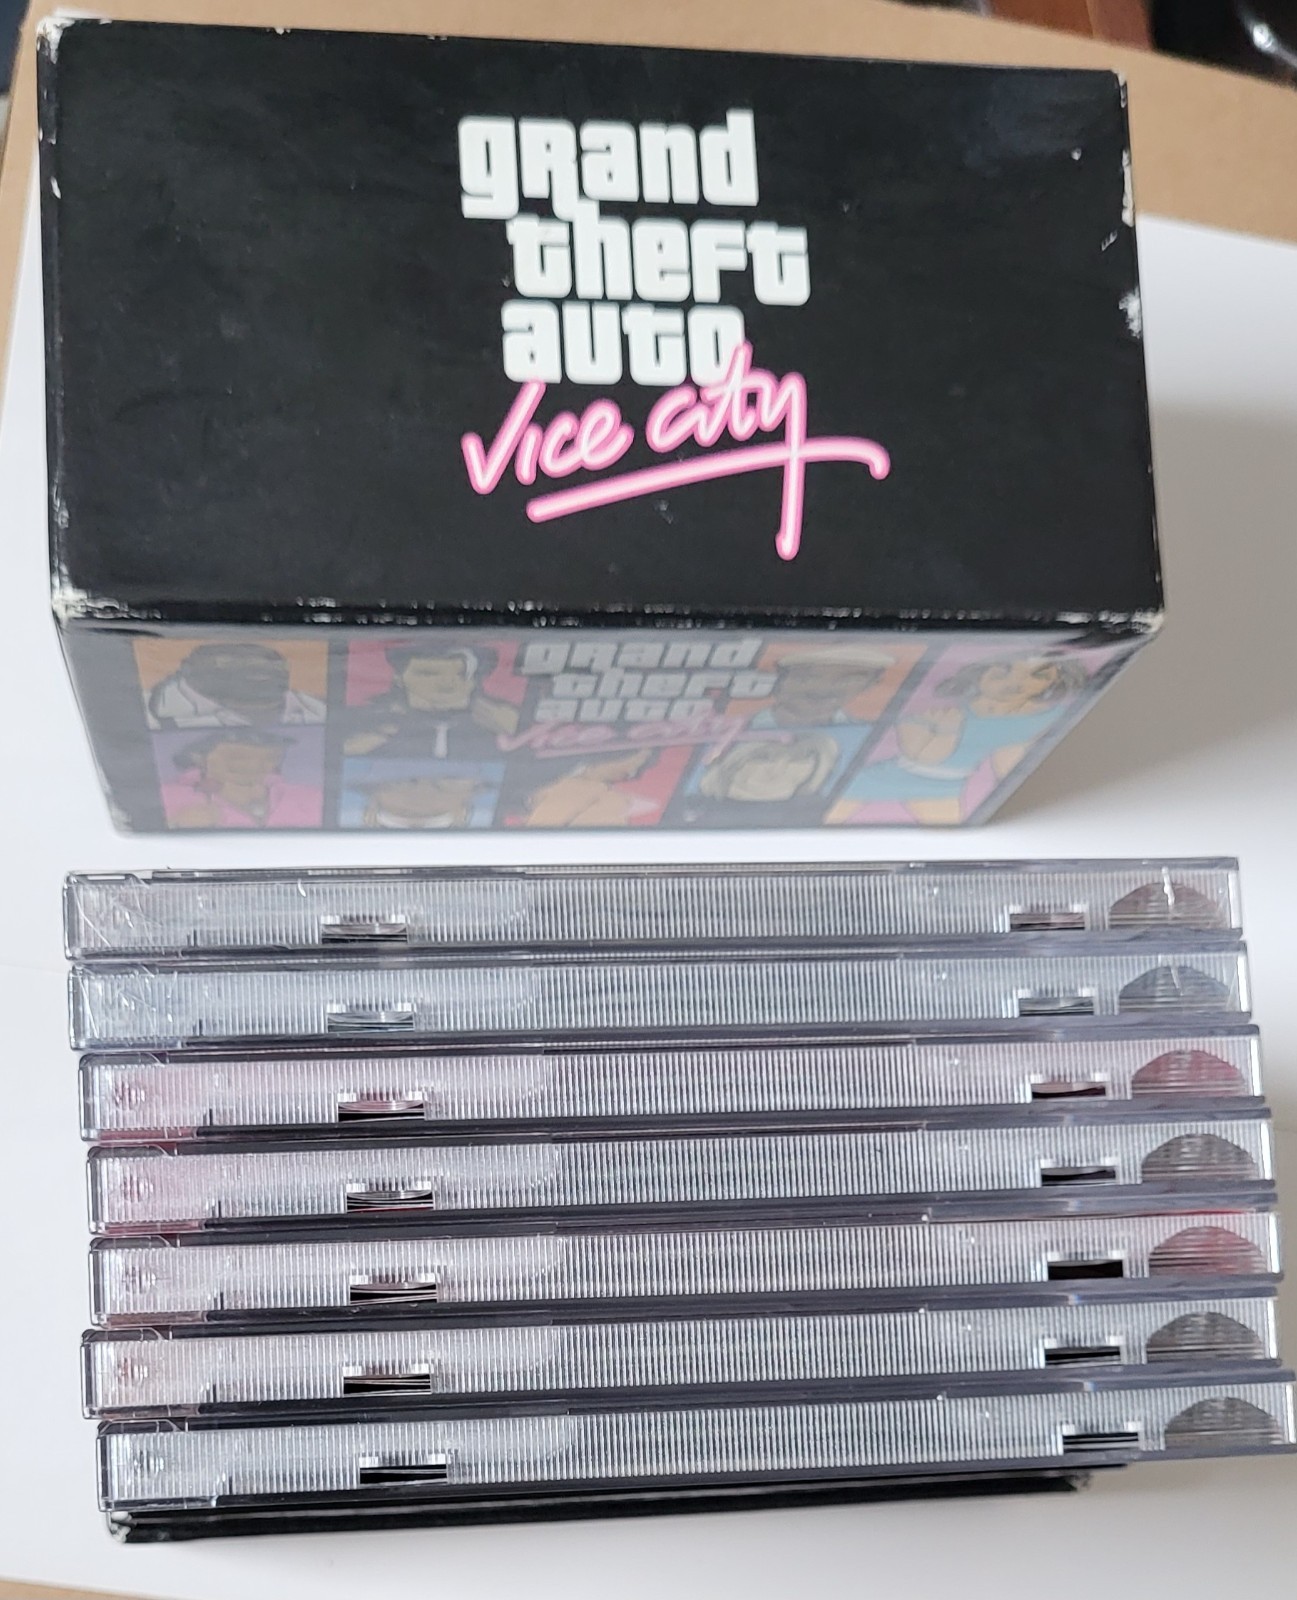 grand
theft
auto
Vice City
grand
theft
auto
Vice City